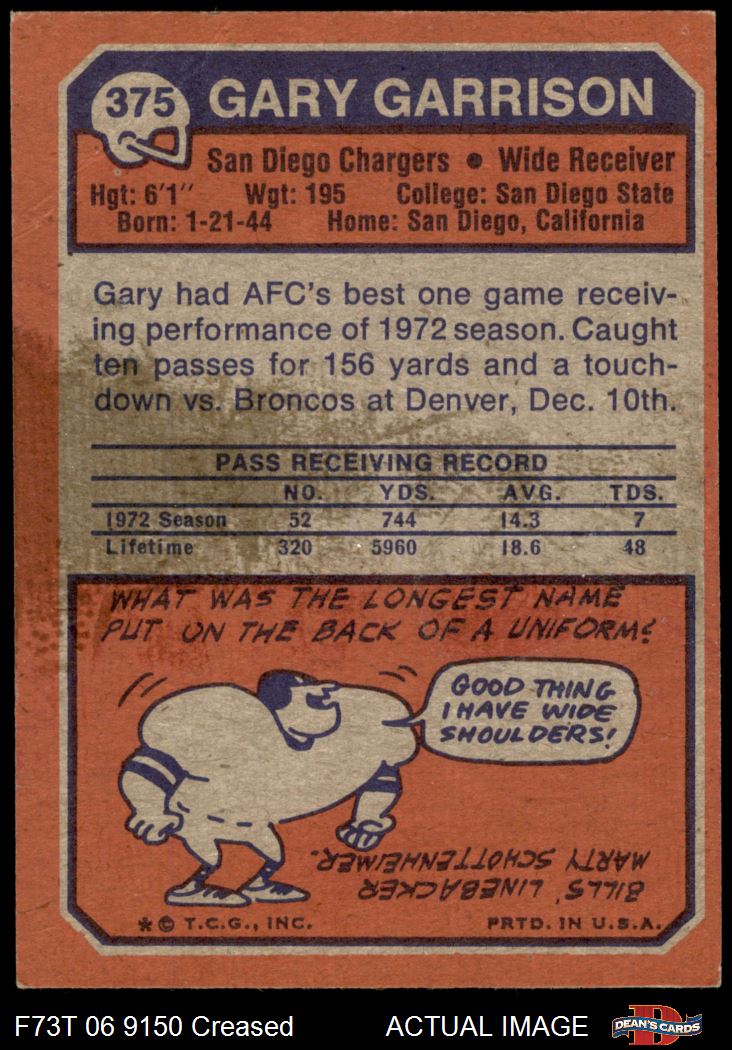 375
GARY GARRISON
San Diego Chargers • Wide Receiver
Hgt: 6'1" Wgt: 195 College: San Diego State
Born: 1-21-44 Home: San Diego, California
Gary had AFC's best one game receiv-
ing performance of 1972 season. Caught
ten passes for 156 yards and a touch-
down vs. Broncos at Denver, Dec. 10th.
PASS RECEIVING RECORD
NO. YDS. AVG. TDS.
1972 Season 52 744 14.3 7
Lifetime 320 5960 18.6 48
WHAT WAS THE LONGEST NAME
PUT ON THE BACK OF A UNIFORM?
GOOD THING
I HAVE WIDE
SHOULDERS!
BILLS' LINEBACKER
MARTY SCHOTTENHEIMER.
* © T.C.G., INC. PRTD. IN U.S.A.
F73T 06 9150 Creased ACTUAL IMAGE
D
DEAN'S CARDS